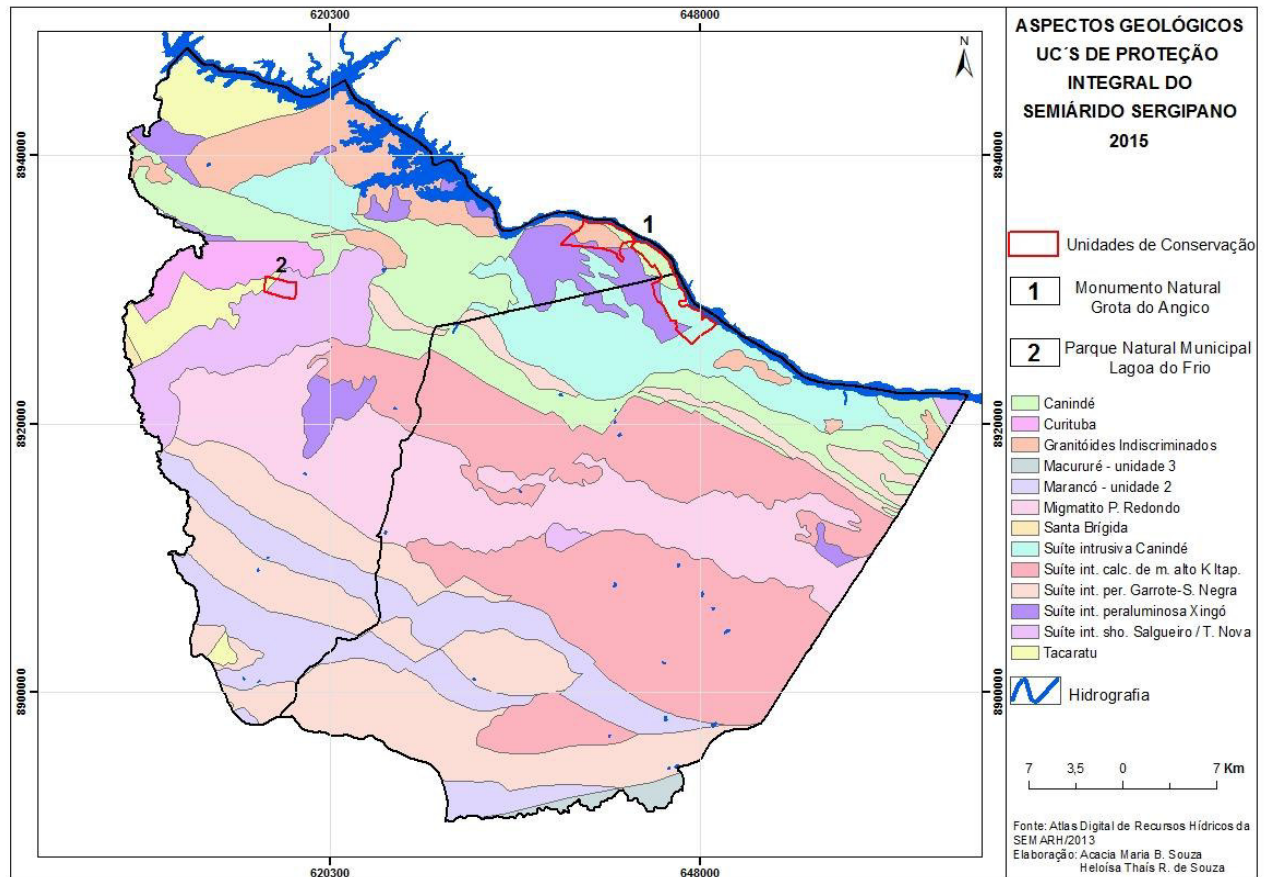 620300
648000
8940000
8920000
8900000
8940000
8920000
8900000
620300
648000
N
1
2
ASPECTOS GEOLÓGICOS
UC´S DE PROTEÇÃO
INTEGRAL DO
SEMIÁRIDO SERGIPANO
2015
Unidades de Conservação
1 Monumento Natural
Grota do Angico
2 Parque Natural Municipal
Lagoa do Frio
Canindé
Curituba
Granitóides Indiscriminados
Macururé - unidade 3
Marancó - unidade 2
Migmatito P. Redondo
Santa Brígida
Suíte intrusiva Canindé
Suíte int. calc. de m. alto K Itap.
Suíte int. per. Garrote-S. Negra
Suíte int. peraluminosa Xingó
Suíte int. sho. Salgueiro / T. Nova
Tacaratu
Hidrografia
7 3,5 0 7 Km
Fonte: Atlas Digital de Recursos Hídricos da
SEMARH/2013
Elaboração: Acacia Maria B. Souza
Heloísa Thaís R. de Souza